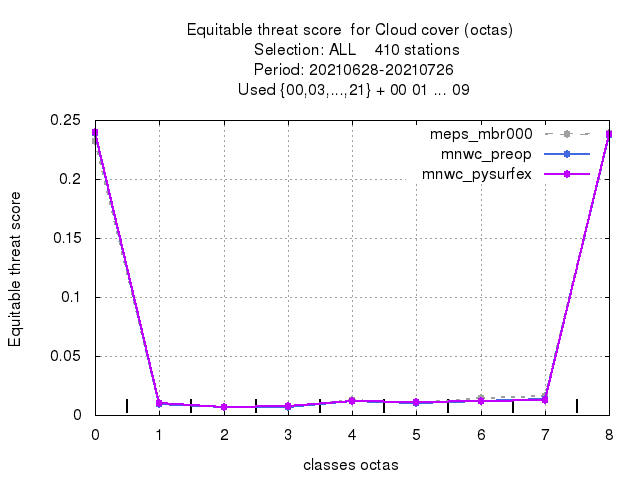 Equitable threat score  for Cloud cover (octas)
Selection: ALL    410 stations
Period: 20210628-20210726
Used {00,03,...,21} + 00 01 ... 09
meps_mbr000
mnwc_preop
mnwc_pysurfex
Equitable threat score
0.25
0.2
0.15
0.1
0.05
0
0 1 2 3 4 5 6 7 8
classes octas